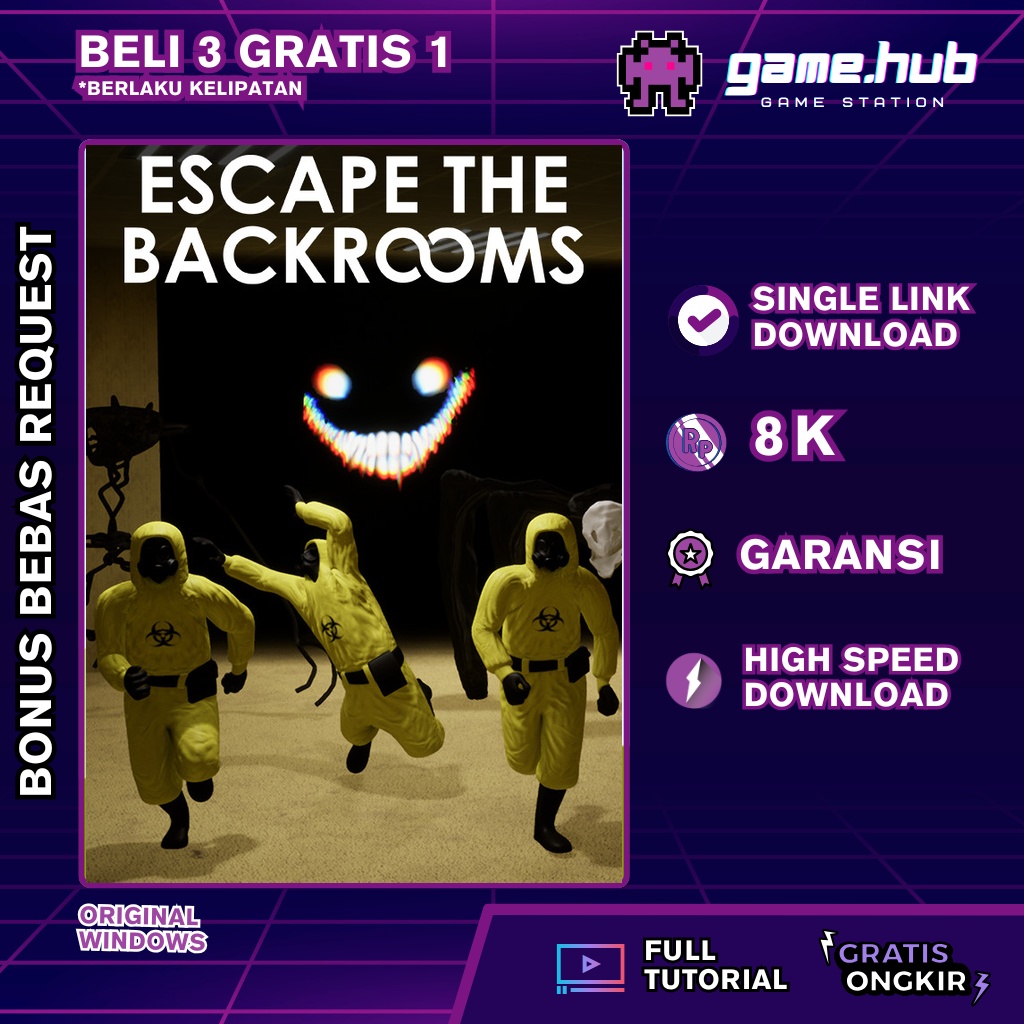 BELI 3 GRATIS 1
*BERLAKU KELIPATAN
game.hub
GAME STATION
BONUS BEBAS REQUEST
ESCAPE THE
BACKROOMS
SINGLE LINK
DOWNLOAD
Rp
8K
GARANSI
HIGH SPEED
DOWNLOAD
ORIGINAL
WINDOWS
FULL
TUTORIAL
GRATIS
ONGKIR